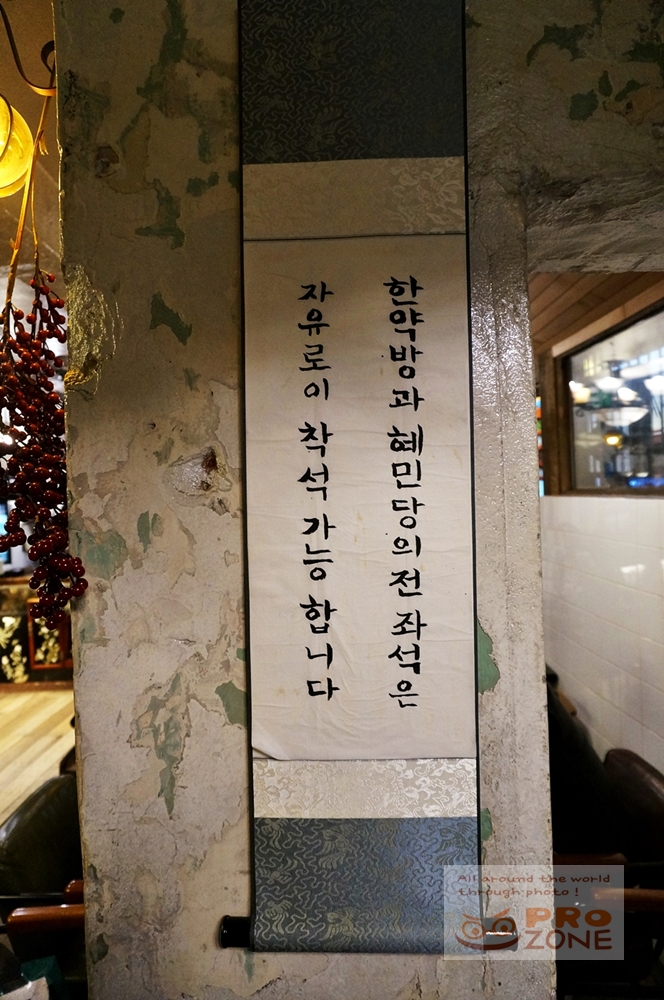 한약방과 혜민당의 전 좌석은
자유로이 착석 가능 합니다
All around the world
through photo !
PRO
ZONE